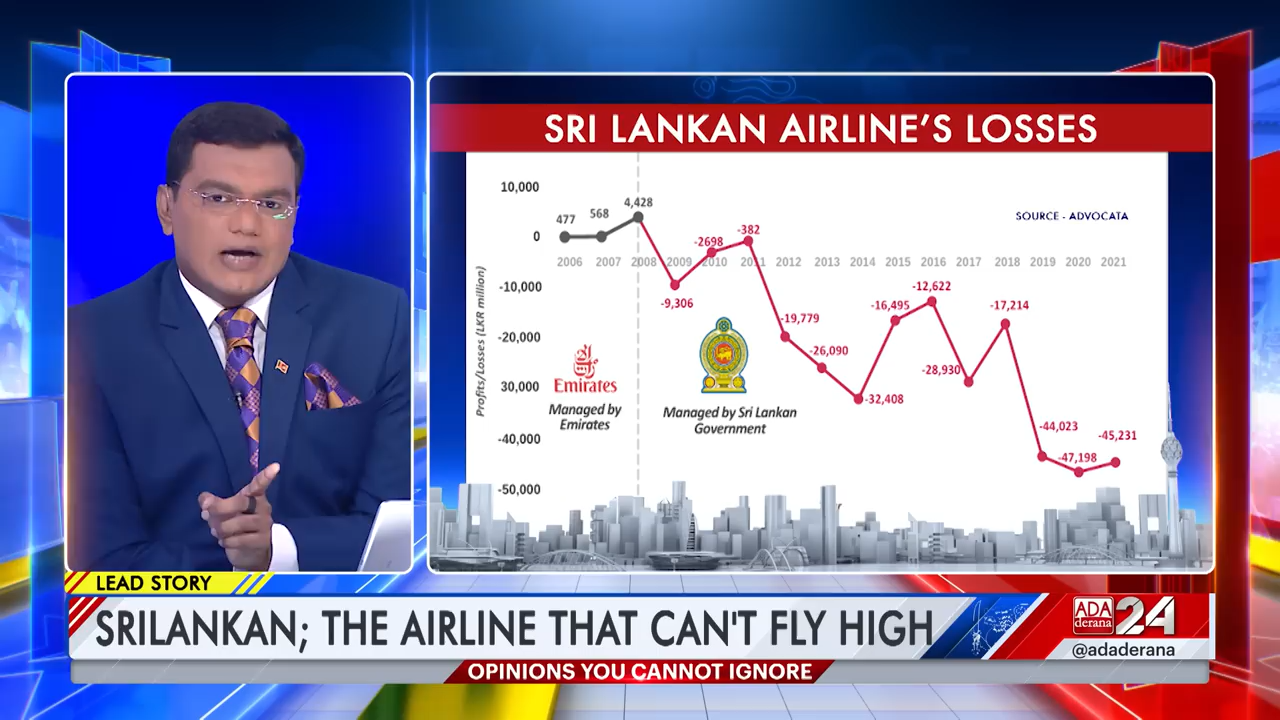 SRI LANKAN AIRLINE'S LOSSES
10,000
0
-10,000
-20,000
30,000
-40,000
-50,000
Profits/Losses (LKR million)
SOURCE - ADVOCATA
477
568
4,428
-9,306
-2698
-382
-19,779
-26,090
-32,408
-16,495
-12,622
-28,930
-17,214
-44,023
-47,198
-45,231
2006 2007 2008 2009 2010 2011 2012 2013 2014 2015 2016 2017 2018 2019 2020 2021
Emirates
Managed by
Emirates
Managed by Sri Lankan
Government
LEAD STORY
SRILANKAN; THE AIRLINE THAT CAN'T FLY HIGH
ADA
derana
24
@adaderana
OPINIONS YOU CANNOT IGNORE